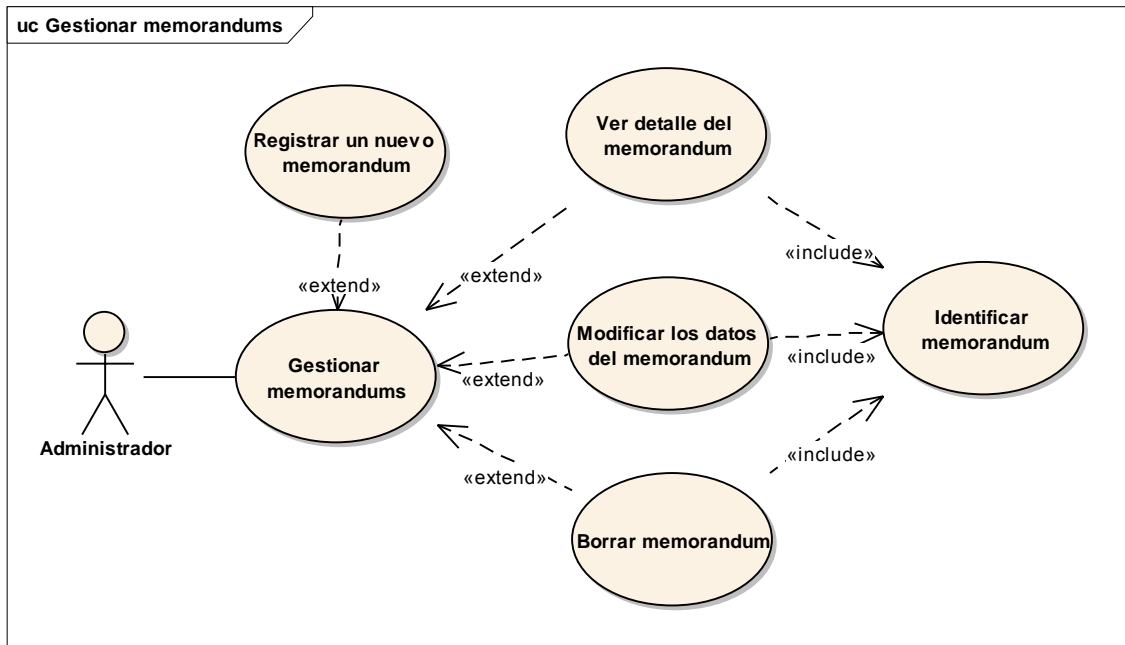 uc Gestionar memorandums
Registrar un nuevo
memorandum
Ver detalle del
memorandum
«extend»
«extend»
«include»
Gestionar
memorandums
Modificar los datos
del memorandum
Identificar
memorandum
«extend»
«include»
Administrador
«extend»
«include»
Borrar memorandum